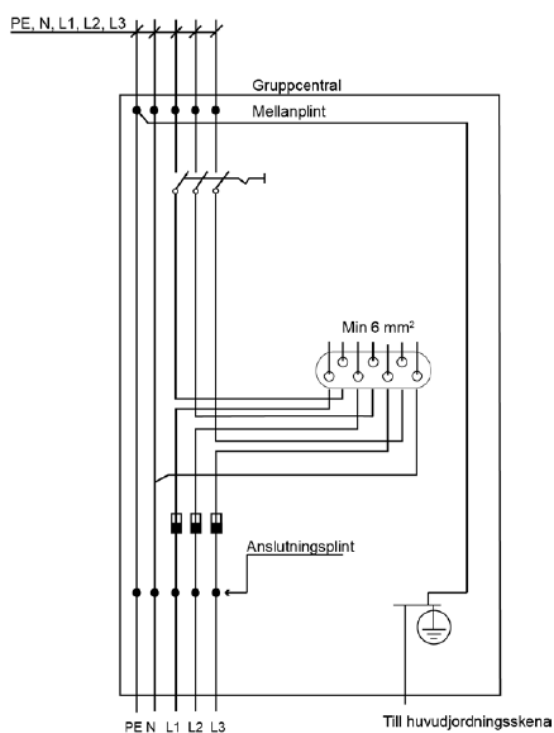 PE, N, L1, L2, L3
Gruppcentral
Mellanplint
Min 6 mm²
Anslutningsplint
PE N L1 L2 L3
Till huvudjordningsskena